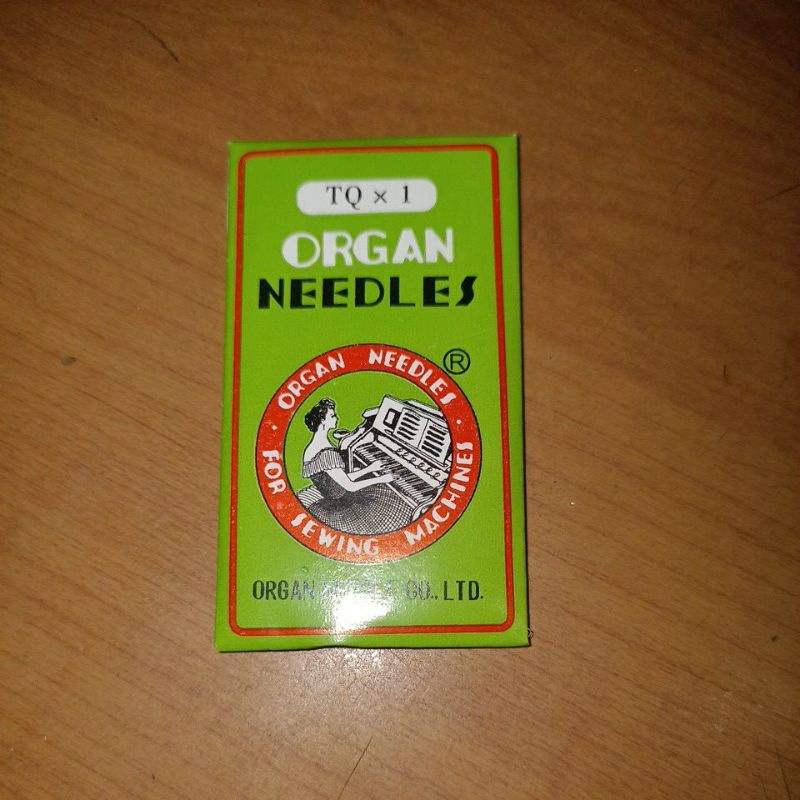 TQ × 1
ORGAN
NEEDLES
®
· ORGAN NEEDLES ·
FOR SEWING MACHINES
ORGAN CO., LTD.